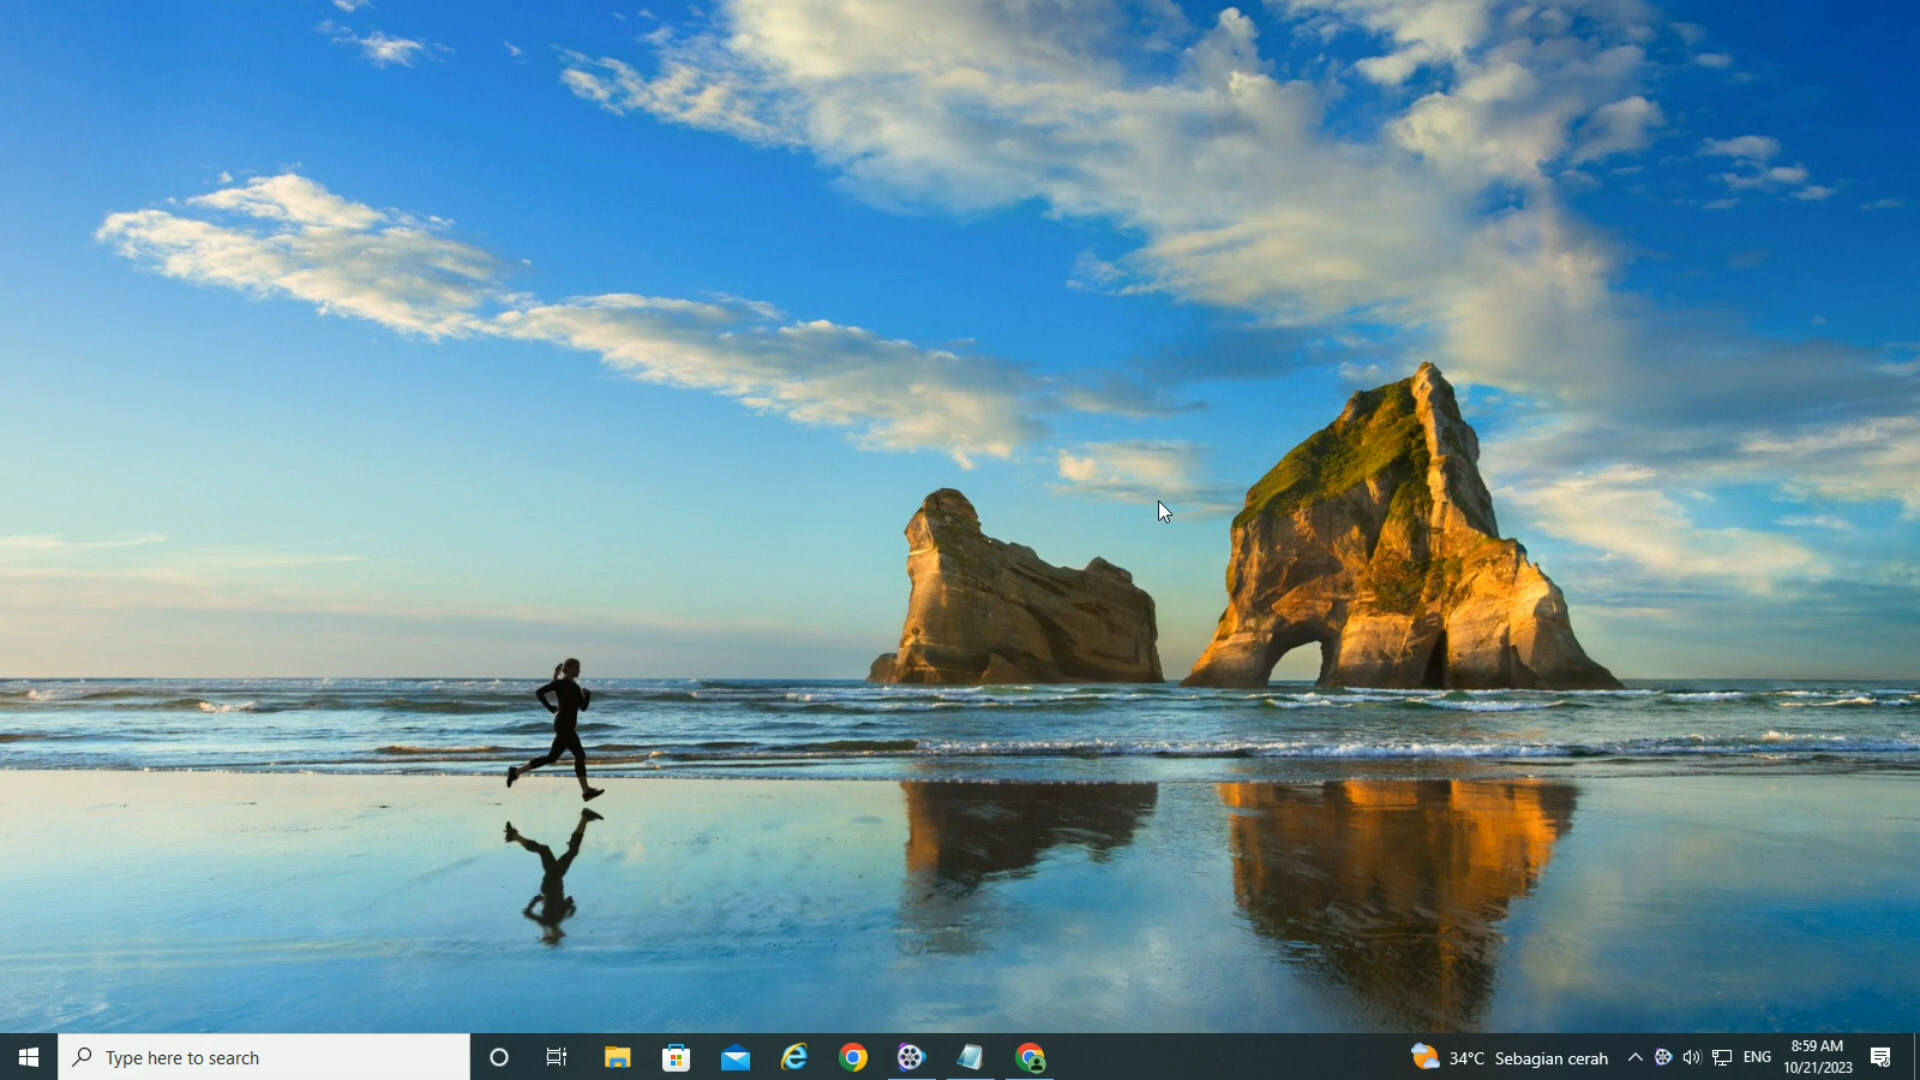 Type here to search
34°C Sebagian cerah
ENG
8:59 AM
10/21/2023